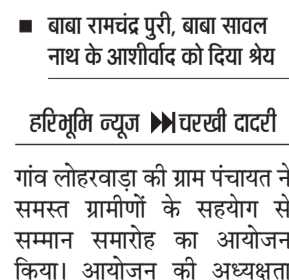 ■ बाबा रामचंद्र पुरी, बाबा सावल
नाथ के आशीर्वाद को दिया श्रेय
हरिभूमि न्यूज ▶▶| चरखी दादरी
गांव लोहरवाड़ा की ग्राम पंचायत ने
समस्त ग्रामीणों के सहयेाग से
सम्मान समारोह का आयोजन
किया। आयोजन की अध्यक्षता